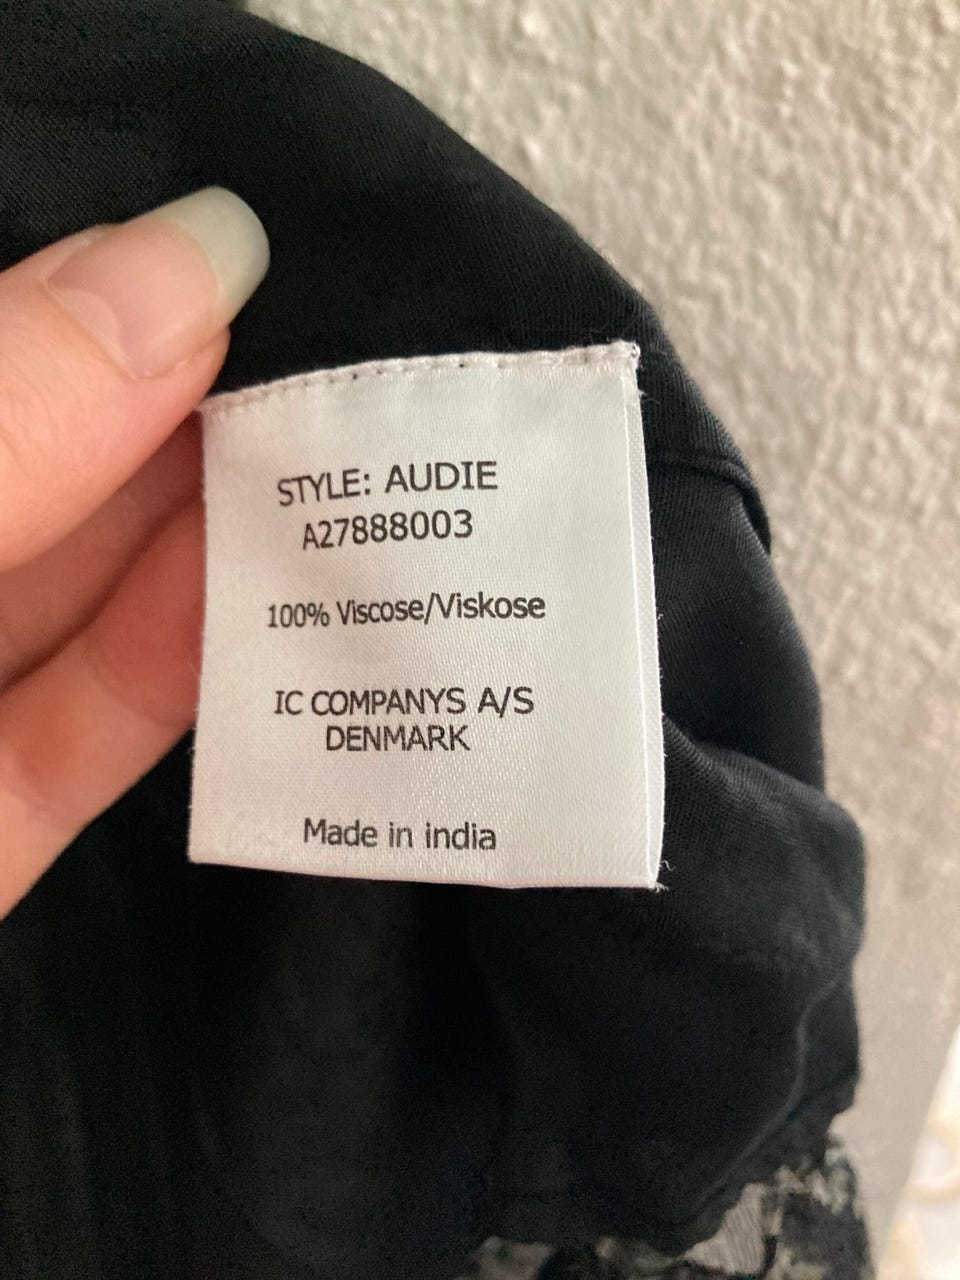 STYLE: AUDIE
A27888003
100% Viscose/Viskose
IC COMPANYS A/S
DENMARK
Made in india